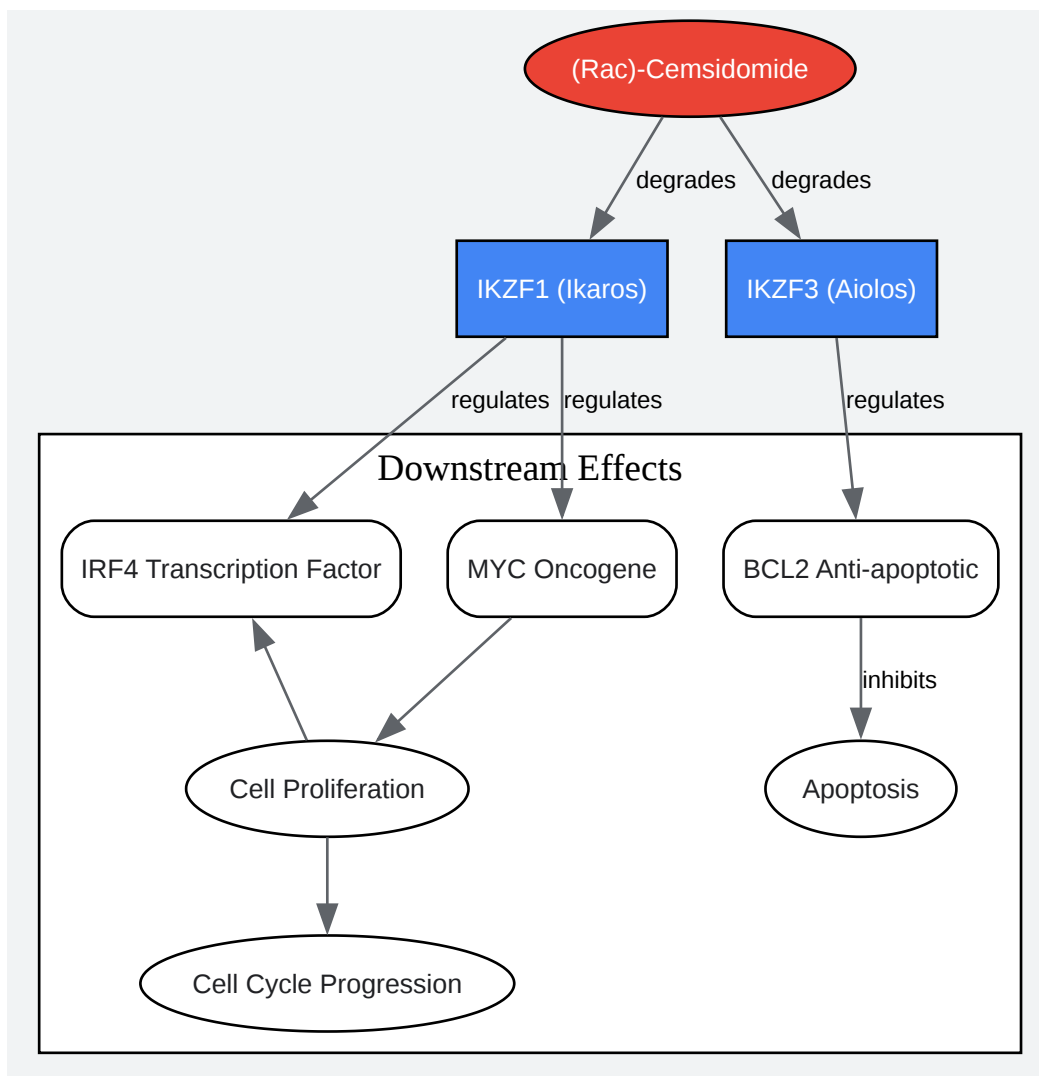 (Rac)-Cemsidomide
degrades
degrades
IKZF1 (Ikaros)
IKZF3 (Aiolos)
regulates
regulates
regulates
Downstream Effects
IRF4 Transcription Factor
MYC Oncogene
BCL2 Anti-apoptotic
inhibits
Cell Proliferation
Apoptosis
Cell Cycle Progression